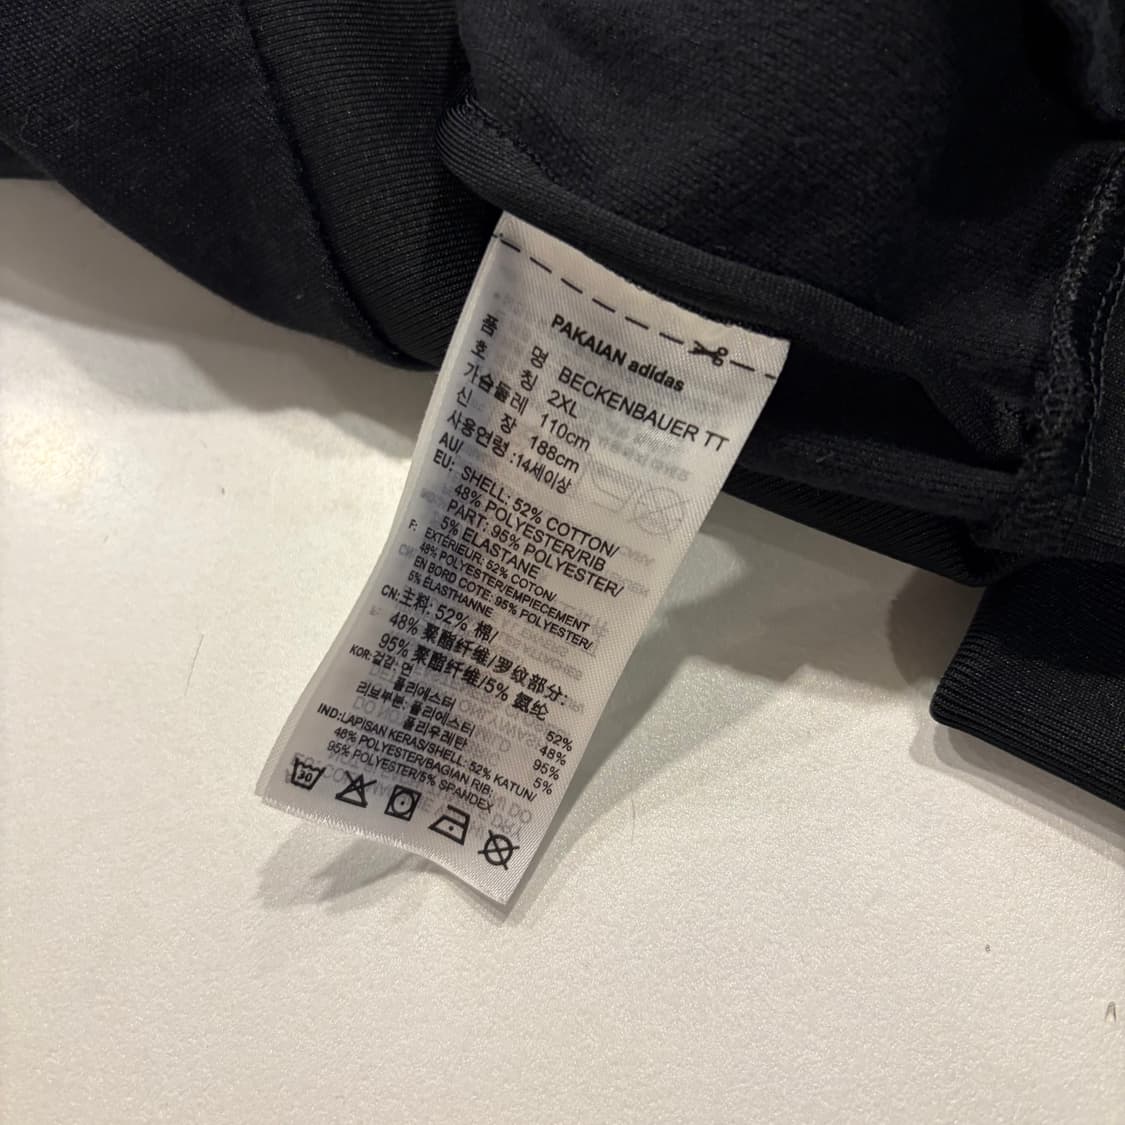 PAKAIAN adidas
품 명 BECKENBAUER TT
호 칭 2XL
가슴둘레 110cm
신 장 188cm
사용연령 :14세이상
AU/
EU: SHELL: 52% COTTON/
48% POLYESTER/RIB
PART: 95% POLYESTER/
5% ELASTANE
F: EXTÉRIEUR: 52% COTON/
48% POLYESTER/EMPIECEMENT
EN BORD COTE: 95% POLYESTER/
5% ÉLASTHANNE
CN:主料: 52% 棉/
48% 聚酯纤维/罗纹部分:
95% 聚酯纤维/5% 氨纶
KOR:겉감: 면 52%
폴리에스터 48%
리브부분: 폴리에스터 95%
폴리우레탄 5%
IND:LAPISAN KERAS/SHELL: 52% KATUN/
48% POLYESTER/BAGIAN RIB:
95% POLYESTER/5% SPANDEX
30